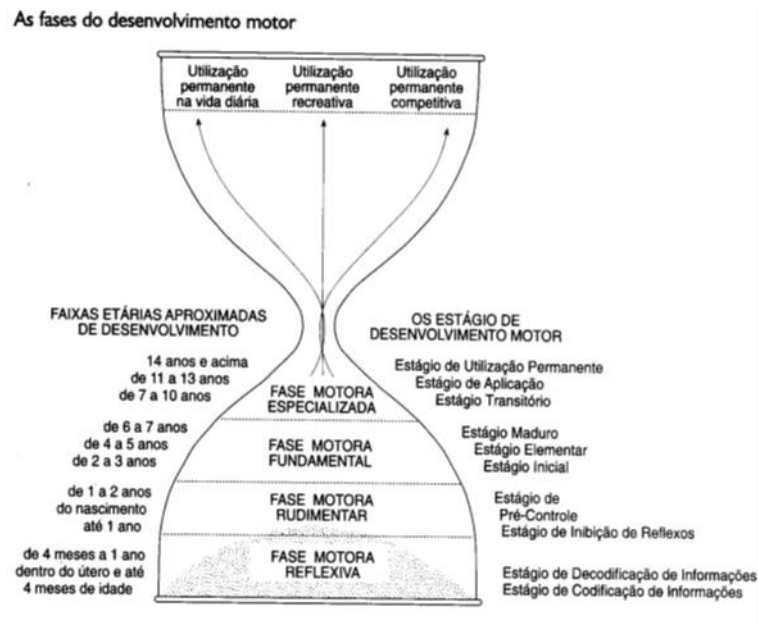 As fases do desenvolvimento motor
Utilização
permanente
na vida diária
Utilização
permanente
recreativa
Utilização
permanente
competitiva
FAIXAS ETÁRIAS APROXIMADAS
DE DESENVOLVIMENTO
OS ESTÁGIO DE
DESENVOLVIMENTO MOTOR
14 anos e acima
de 11 a 13 anos
de 7 a 10 anos
FASE MOTORA
ESPECIALIZADA
Estágio de Utilização Permanente
Estágio de Aplicação
Estágio Transitório
de 6 a 7 anos
de 4 a 5 anos
de 2 a 3 anos
FASE MOTORA
FUNDAMENTAL
Estágio Maduro
Estágio Elementar
Estágio Inicial
de 1 a 2 anos
do nascimento
até 1 ano
FASE MOTORA
RUDIMENTAR
Estágio de
Pré-Controle
Estágio de Inibição de Reflexos
de 4 meses a 1 ano
dentro do útero e até
4 meses de idade
FASE MOTORA
REFLEXIVA
Estágio de Decodificação de Informações
Estágio de Codificação de Informações